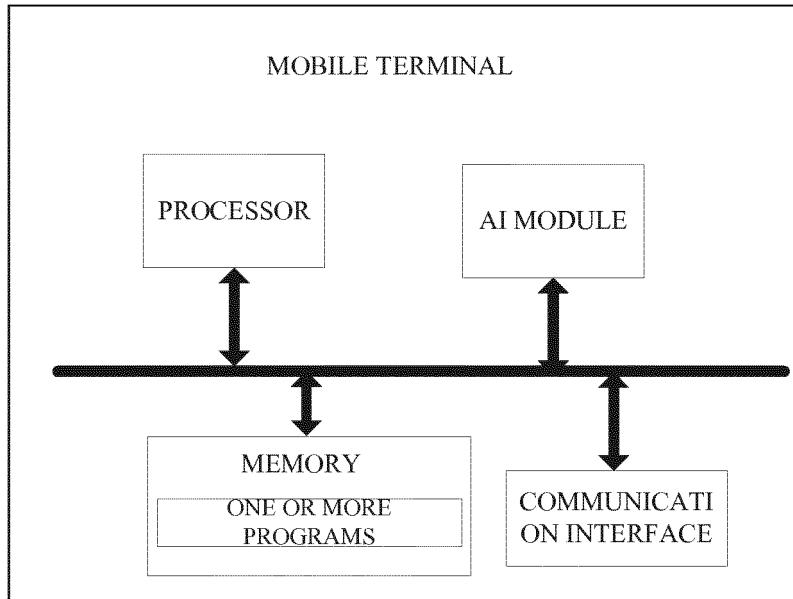 MOBILE TERMINAL
PROCESSOR
AI MODULE
MEMORY
ONE OR MORE
PROGRAMS
COMMUNICATI
ON INTERFACE